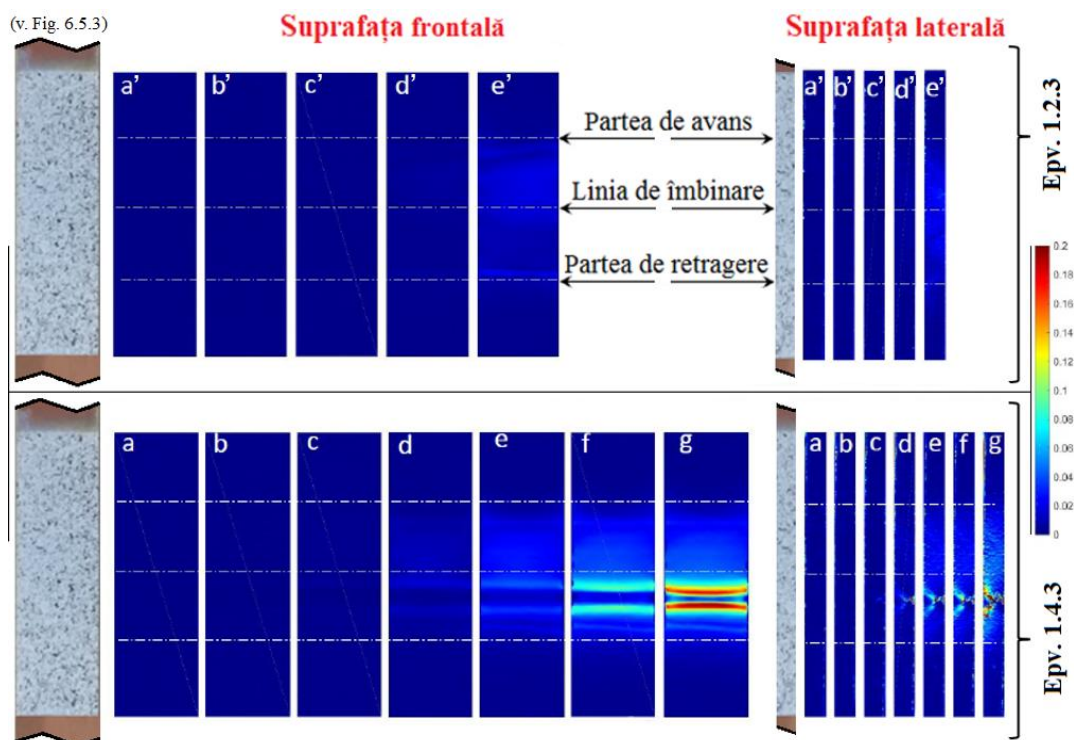 (v. Fig. 6.5.3)
Suprafața frontală
Suprafața laterală
a’ b’ c’ d’ e’
a’ b’ c’ d’ e’
Partea de avans
Linia de îmbinare
Partea de retragere
Epv. 1.2.3
0.2
0.18
0.16
0.14
0.12
0.1
0.08
0.06
0.04
0.02
0
a b c d e f g
a b c d e f g
Epv. 1.4.3